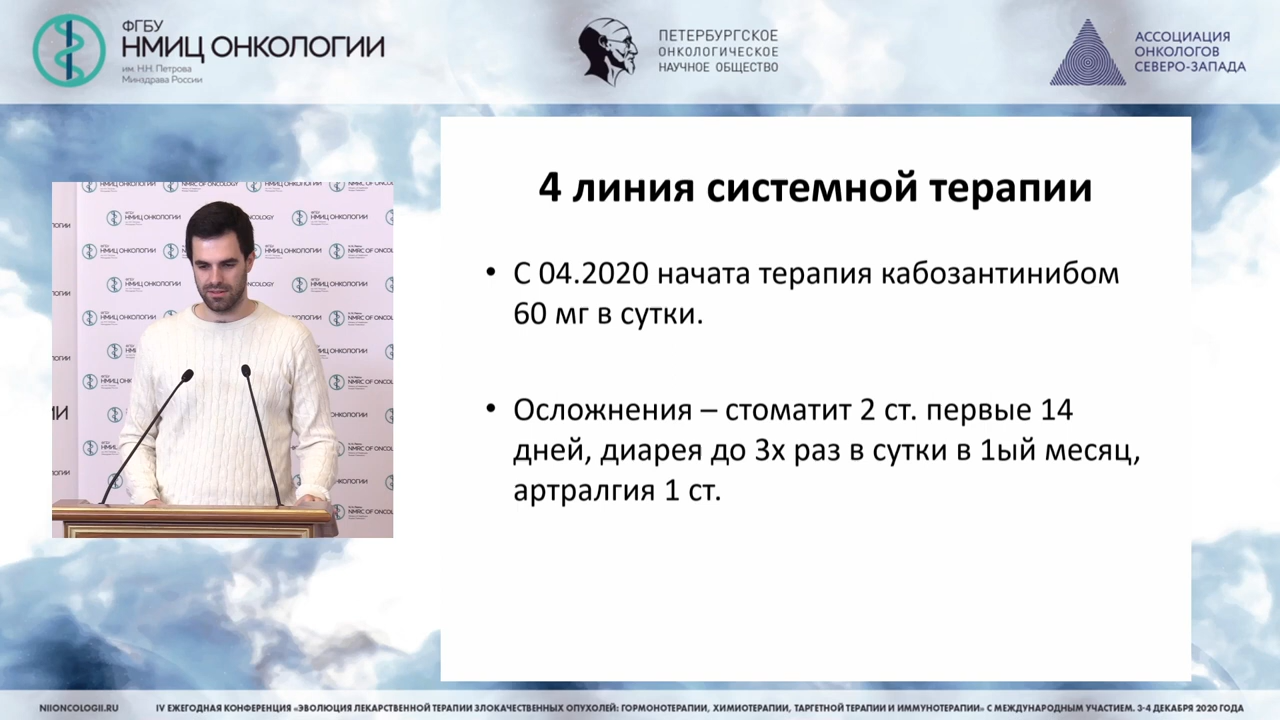 ФГБУ
НМИЦ ОНКОЛОГИИ
им. Н.Н. Петрова
Минздрава России
ПЕТЕРБУРГСКОЕ
ОНКОЛОГИЧЕСКОЕ
НАУЧНОЕ ОБЩЕСТВО
АССОЦИАЦИЯ
ОНКОЛОГОВ
СЕВЕРО-ЗАПАДА
4 линия системной терапии
• С 04.2020 начата терапия кабозантинибом
60 мг в сутки.
• Осложнения – стоматит 2 ст. первые 14
дней, диарея до 3х раз в сутки в 1ый месяц,
артралгия 1 ст.
NIIONCOLOGII.RU
IV ЕЖЕГОДНАЯ КОНФЕРЕНЦИЯ «ЭВОЛЮЦИЯ ЛЕКАРСТВЕННОЙ ТЕРАПИИ ЗЛОКАЧЕСТВЕННЫХ ОПУХОЛЕЙ: ГОРМОНОТЕРАПИИ, ХИМИОТЕРАПИИ, ТАРГЕТНОЙ ТЕРАПИИ И ИММУНОТЕРАПИИ» С МЕЖДУНАРОДНЫМ УЧАСТИЕМ. 3-4 ДЕКАБРЯ 2020 ГОДА